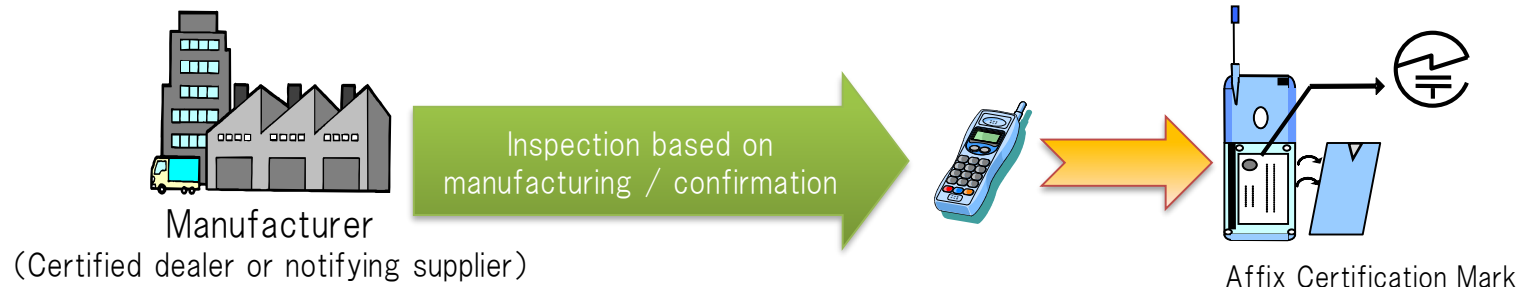 Inspection based on
manufacturing / confirmation
Manufacturer
(Certified dealer or notifying supplier)
Affix Certification Mark